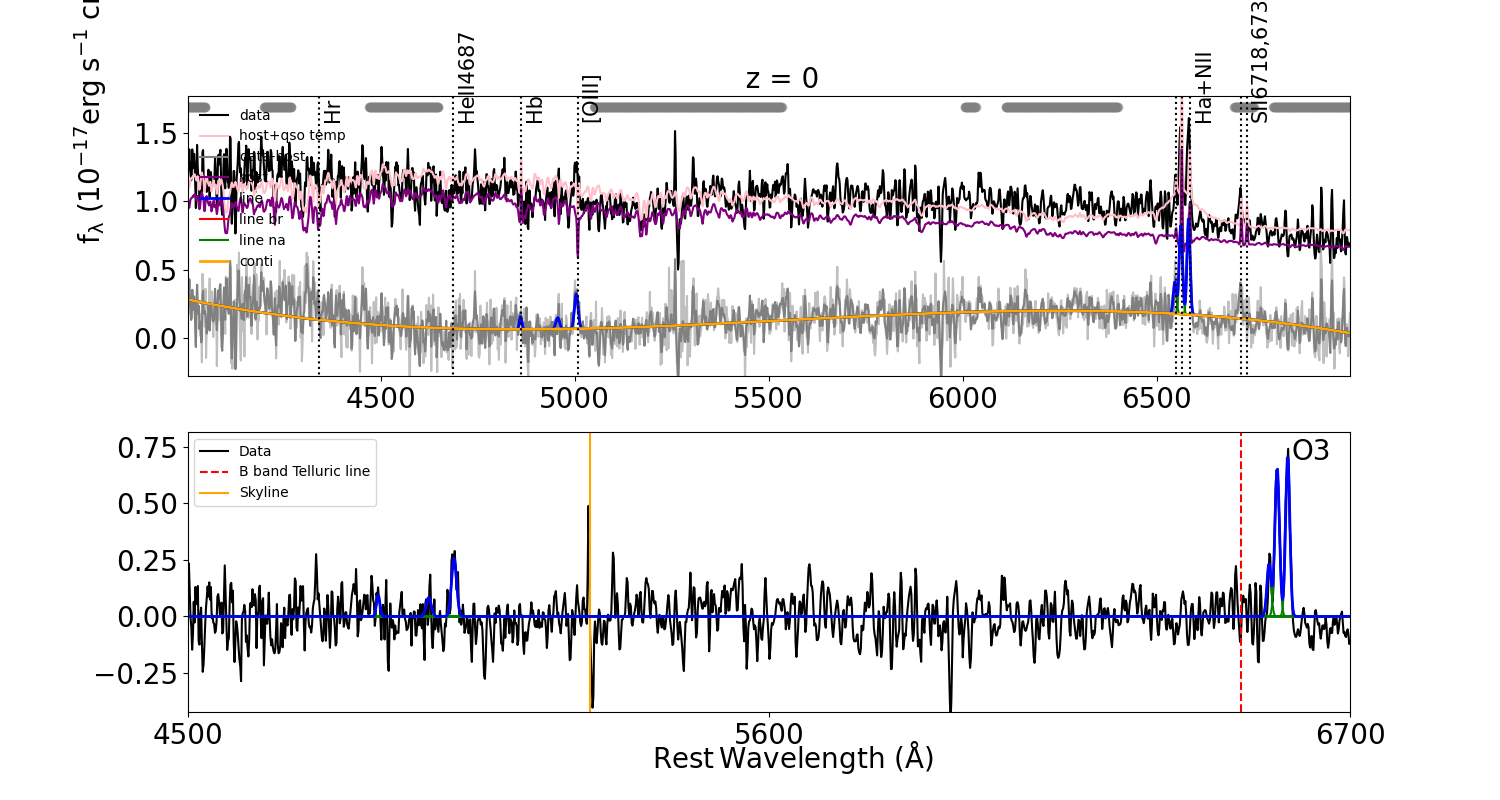 z = 0
fλ (10⁻¹⁷erg s⁻¹ c
Hr
HeII4687
Hb
[OIII]
Ha+NII
SII6718,673
data
host+qso temp
data-host
line
line br
line na
conti
1.5
1.0
0.5
0.0
4500 5000 5500 6000 6500
Data
B band Telluric line
Skyline
O3
0.75
0.50
0.25
0.00
−0.25
4500 5600 6700
Rest Wavelength (Å)